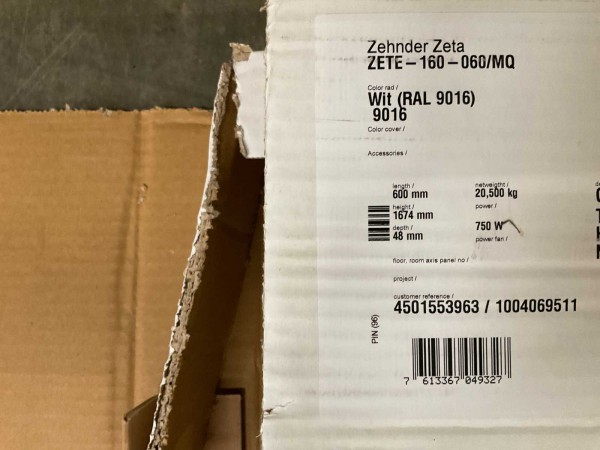 Zehnder Zeta
ZETE-160-060/MQ
Color rad /
Wit (RAL 9016)
9016
Color cover /
Accessories /
length / netweigtht /
600 mm 20,500 kg
height / power /
1674 mm 750 W
depth / power fan /
48 mm
floor, room axis panel no /
project /
customer reference /
4501553963 / 1004069511
PIN (96)
7 613367 049327